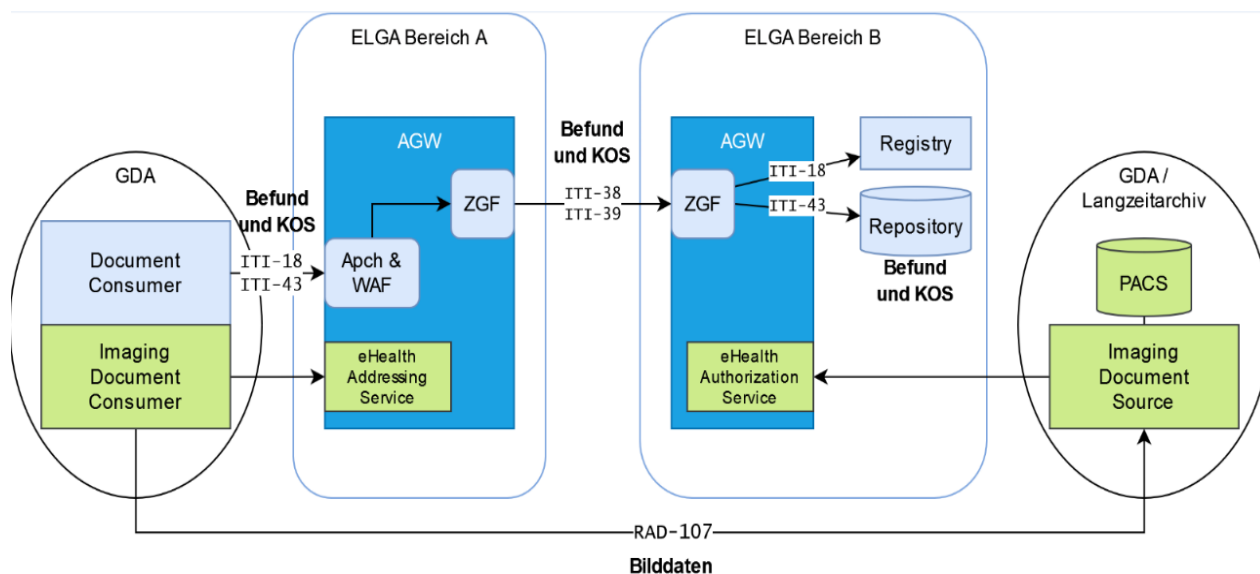 ELGA Bereich A
ELGA Bereich B
GDA
Befund
und KOS
ITI-18
ITI-43
Document
Consumer
Imaging
Document
Consumer
AGW
ZGF
Apch &
WAF
eHealth
Addressing
Service
Befund
und KOS
ITI-38
ITI-39
AGW
ZGF
ITI-18
ITI-43
Registry
Repository
Befund
und KOS
eHealth
Authorization
Service
GDA /
Langzeitarchiv
PACS
Imaging
Document
Source
RAD-107
Bilddaten